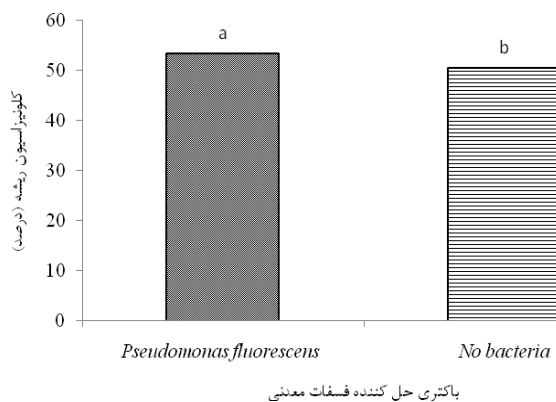 کلونیزاسیون ریشه (درصد)
60
50
40
30
20
10
0
a
b
Pseudomonas fluorescens
No bacteria
باکتری حل کننده فسفات معدنی